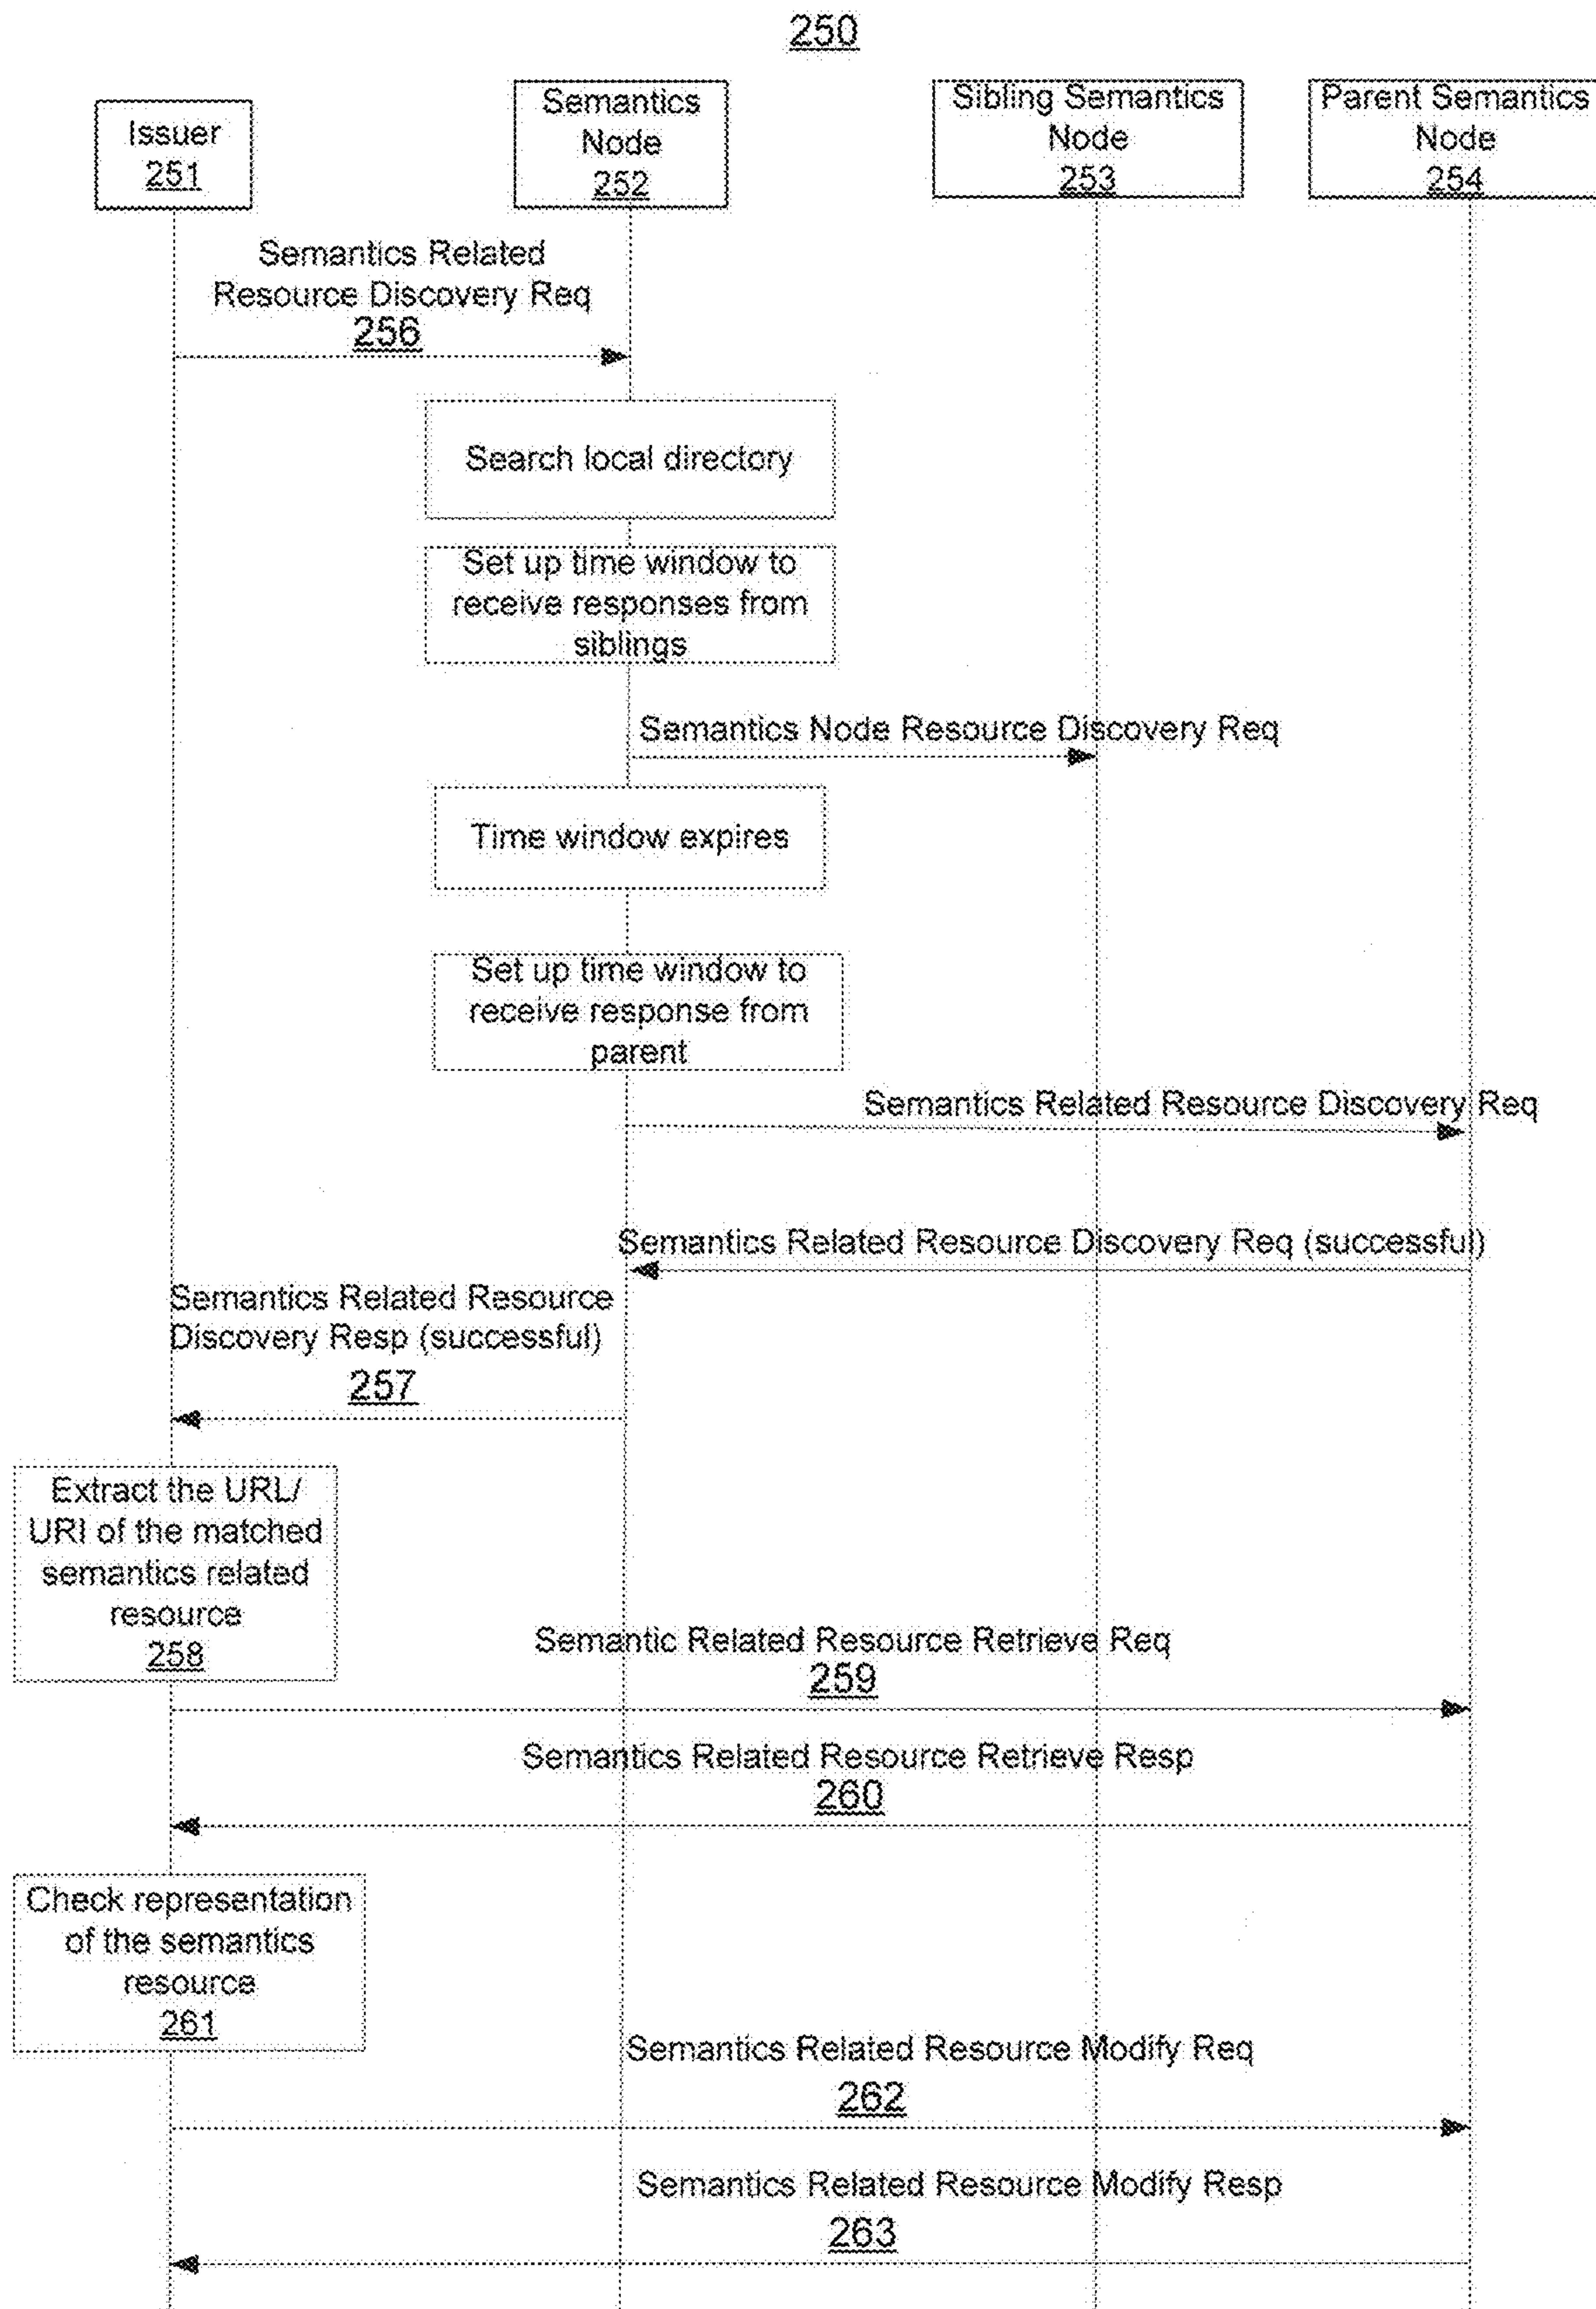 250
Issuer
251
Semantics
Node
252
Sibling Semantics
Node
253
Parent Semantics
Node
254
Semantics Related
Resource Discovery Req
256
Search local directory
Set up time window to
receive responses from
siblings
Semantics Node Resource Discovery Req
Time window expires
Set up time window to
receive response from
parent
Semantics Related Resource Discovery Req
Semantics Related Resource Discovery Req (successful)
Semantics Related Resource
Discovery Resp (successful)
257
Extract the URL/
URI of the matched
semantics related
resource
258
Semantic Related Resource Retrieve Req
259
Semantics Related Resource Retrieve Resp
260
Check representation
of the semantics
resource
261
Semantics Related Resource Modify Req
262
Semantics Related Resource Modify Resp
263